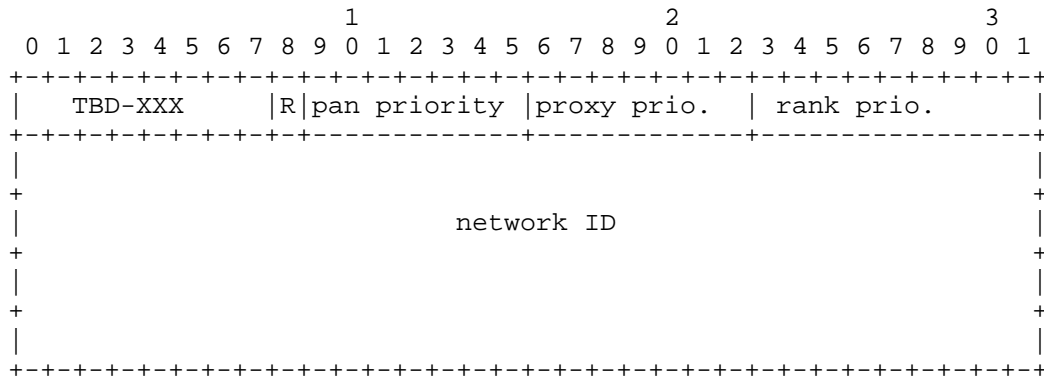 1 2 3
0 1 2 3 4 5 6 7 8 9 0 1 2 3 4 5 6 7 8 9 0 1 2 3 4 5 6 7 8 9 0 1
+-+-+-+-+-+-+-+-+-+-+-+-+-+-+-+-+-+-+-+-+-+-+-+-+-+-+-+-+-+-+-+-+
| TBD-XXX |R|pan priority |proxy prio. | rank prio. |
+-+-+-+-+-+-+-+-+-+-------------+-------------+-----------------+
| |
+ +
| network ID |
+ +
| |
+ +
| |
+-+-+-+-+-+-+-+-+-+-+-+-+-+-+-+-+-+-+-+-+-+-+-+-+-+-+-+-+-+-+-+-+